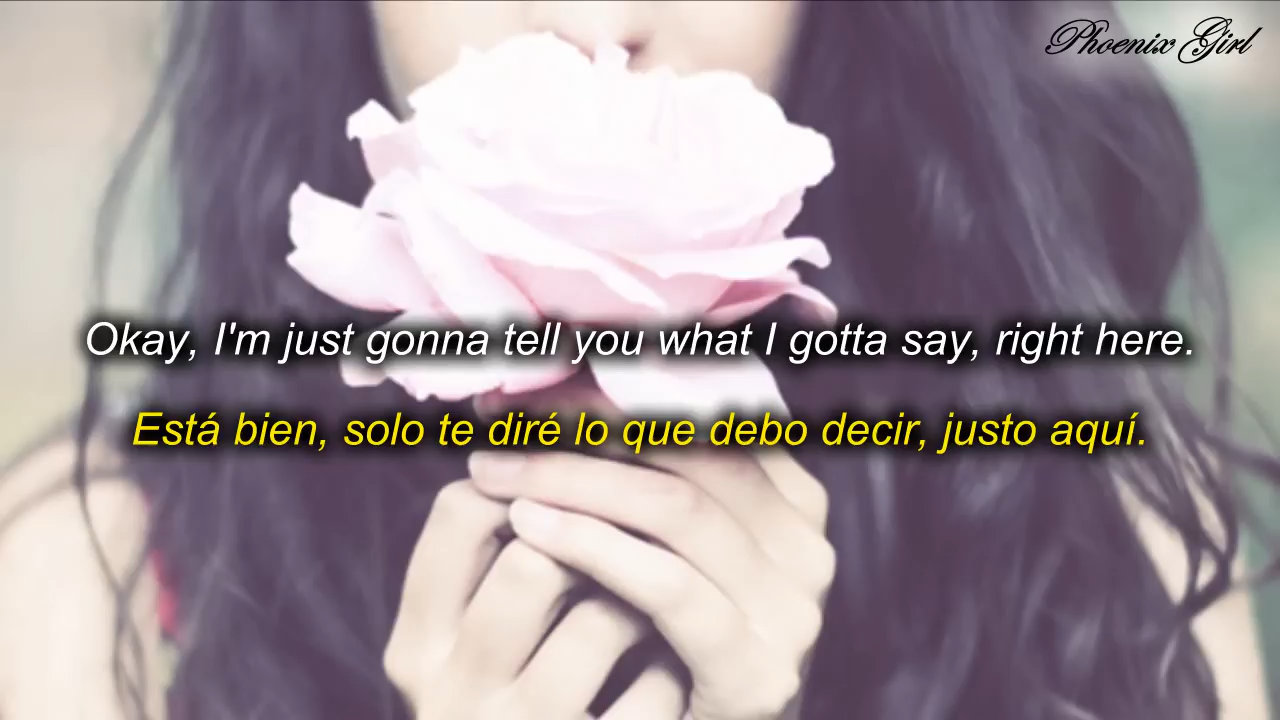 Phoenix Girl
Okay, I'm just gonna tell you what I gotta say, right here.
Está bien, solo te diré lo que debo decir, justo aquí.